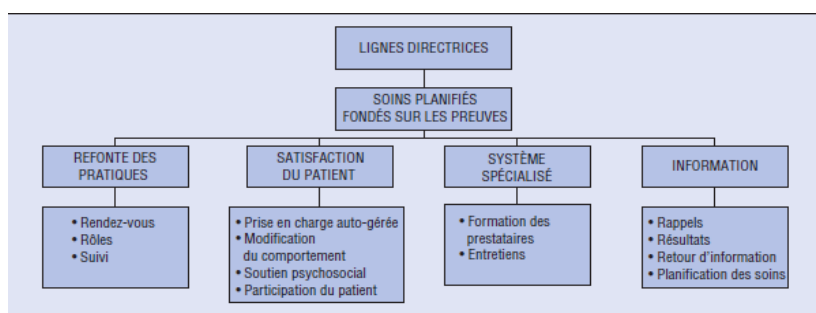 LIGNES DIRECTRICES
SOINS PLANIFIÉS
FONDÉS SUR LES PREUVES
REFONTE DES
PRATIQUES
• Rendez-vous
• Rôles
• Suivi
SATISFACTION
DU PATIENT
• Prise en charge auto-gérée
• Modification
du comportement
• Soutien psychosocial
• Participation du patient
SYSTÈME
SPÉCIALISÉ
• Formation des
prestataires
• Entretiens
INFORMATION
• Rappels
• Résultats
• Retour d'information
• Planification des soins